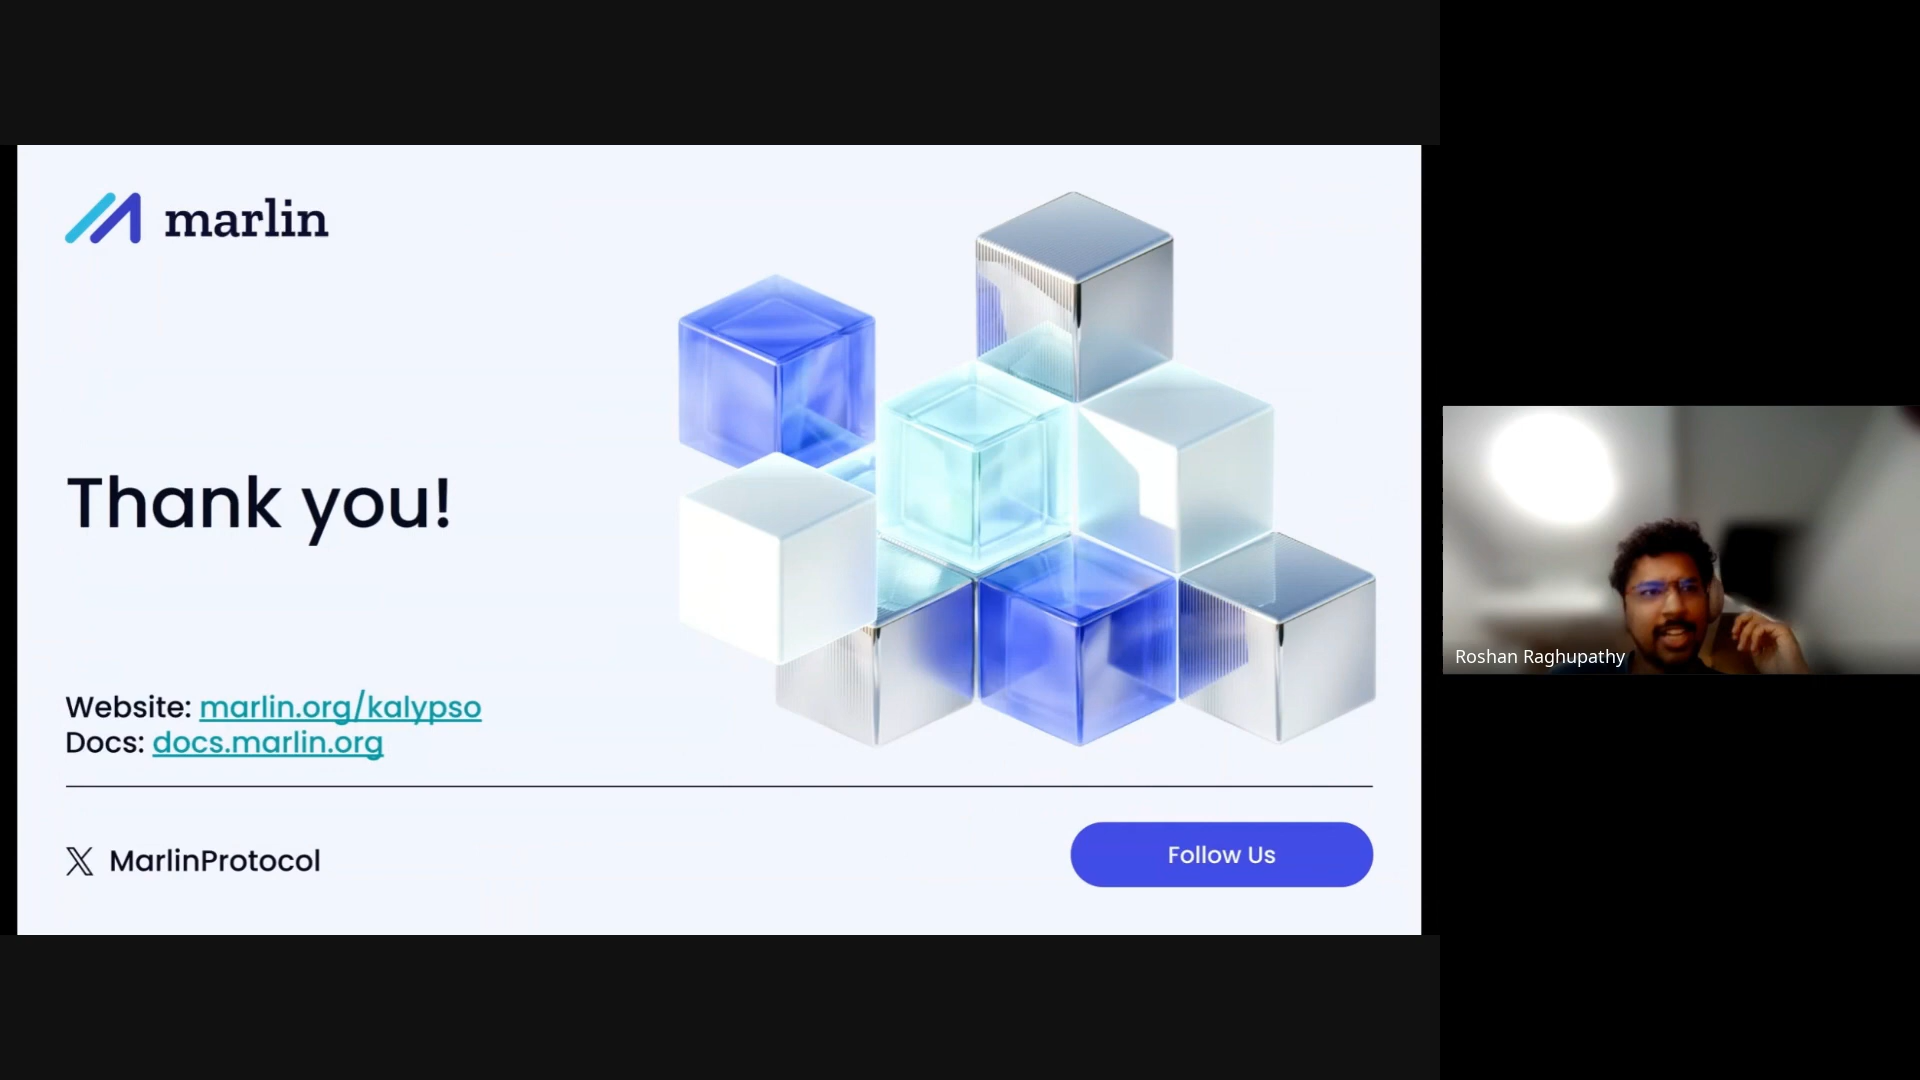 marlin
Thank you!
Website: marlin.org/kalypso
Docs: docs.marlin.org
MarlinProtocol
Follow Us
Roshan Raghupathy